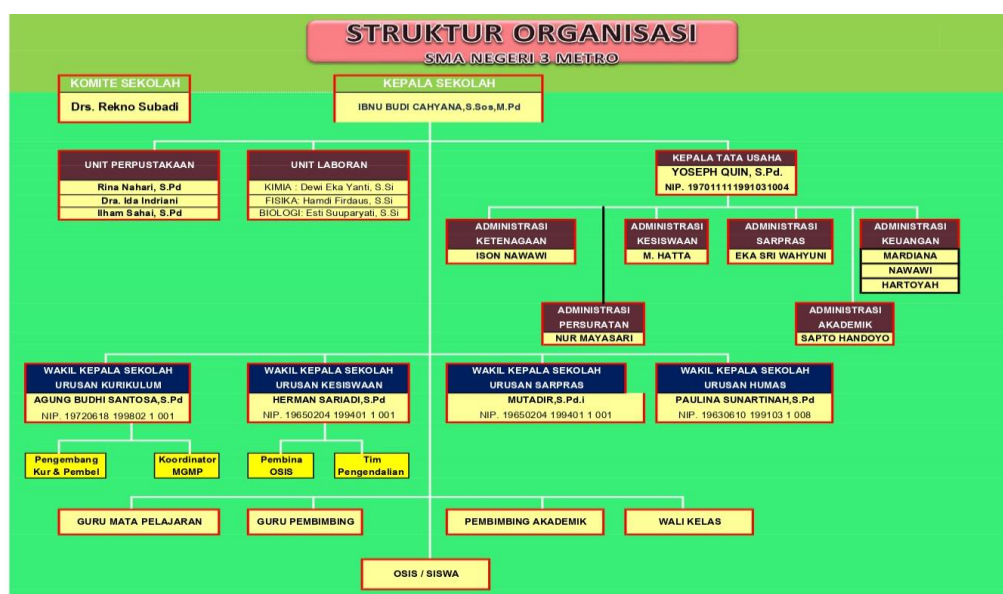 STRUKTUR ORGANISASI
SMA NEGERI 3 METRO
KOMITE SEKOLAH
Drs. Rekno Subadi
KEPALA SEKOLAH
IBNU BUDI CAHYANA,S.Sos,M.Pd
UNIT PERPUSTAKAAN
Rina Nahari, S.Pd
Dra. Ida Indriani
Ilham Sahai, S.Pd
UNIT LABORAN
KIMIA : Dewi Eka Yanti, S.Si
FISIKA: Hamdi Firdaus, S.Si
BIOLOGI: Esti Suuparyati, S.Si
KEPALA TATA USAHA
YOSEPH QUIN, S.Pd.
NIP. 197011111991031004
ADMINISTRASI
KETENAGAAN
ISON NAWAWI
ADMINISTRASI
KESISWAAN
M. HATTA
ADMINISTRASI
SARPRAS
EKA SRI WAHYUNI
ADMINISTRASI
KEUANGAN
MARDIANA
NAWAWI
HARTOYAH
ADMINISTRASI
PERSURATAN
NUR MAYASARI
ADMINISTRASI
AKADEMIK
SAPTO HANDOYO
WAKIL KEPALA SEKOLAH
URUSAN KURIKULUM
AGUNG BUDHI SANTOSA,S.Pd
NIP. 19720618 199802 1 001
WAKIL KEPALA SEKOLAH
URUSAN KESISWAAN
HERMAN SARIADI,S.Pd
NIP. 19650204 199401 1 001
WAKIL KEPALA SEKOLAH
URUSAN SARPRAS
MUTADIR,S.Pd.i
NIP. 19650204 199401 1 001
WAKIL KEPALA SEKOLAH
URUSAN HUMAS
PAULINA SUNARTINAH,S.Pd
NIP. 19630610 199103 1 008
Pengembang
Kur & Pembel
Koordinator
MGMP
Pembina
OSIS
Tim
Pengendalian
GURU MATA PELAJARAN
GURU PEMBIMBING
PEMBIMBING AKADEMIK
WALI KELAS
OSIS / SISWA